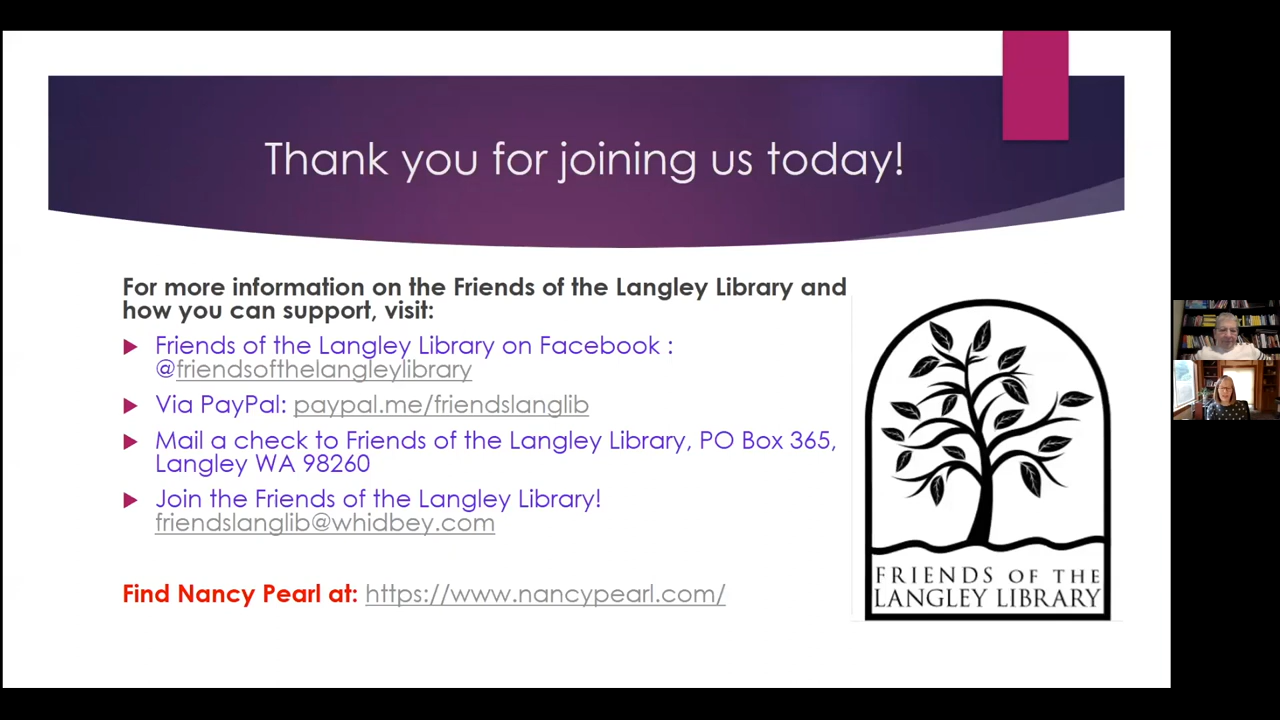 Thank you for joining us today!
For more information on the Friends of the Langley Library and
how you can support, visit:
Friends of the Langley Library on Facebook :
@friendsofthelangleylibrary
Via PayPal: paypal.me/friendslanglib
Mail a check to Friends of the Langley Library, PO Box 365,
Langley WA 98260
Join the Friends of the Langley Library!
friendslanglib@whidbey.com
Find Nancy Pearl at: https://www.nancypearl.com/
FRIENDS OF THE
LANGLEY LIBRARY